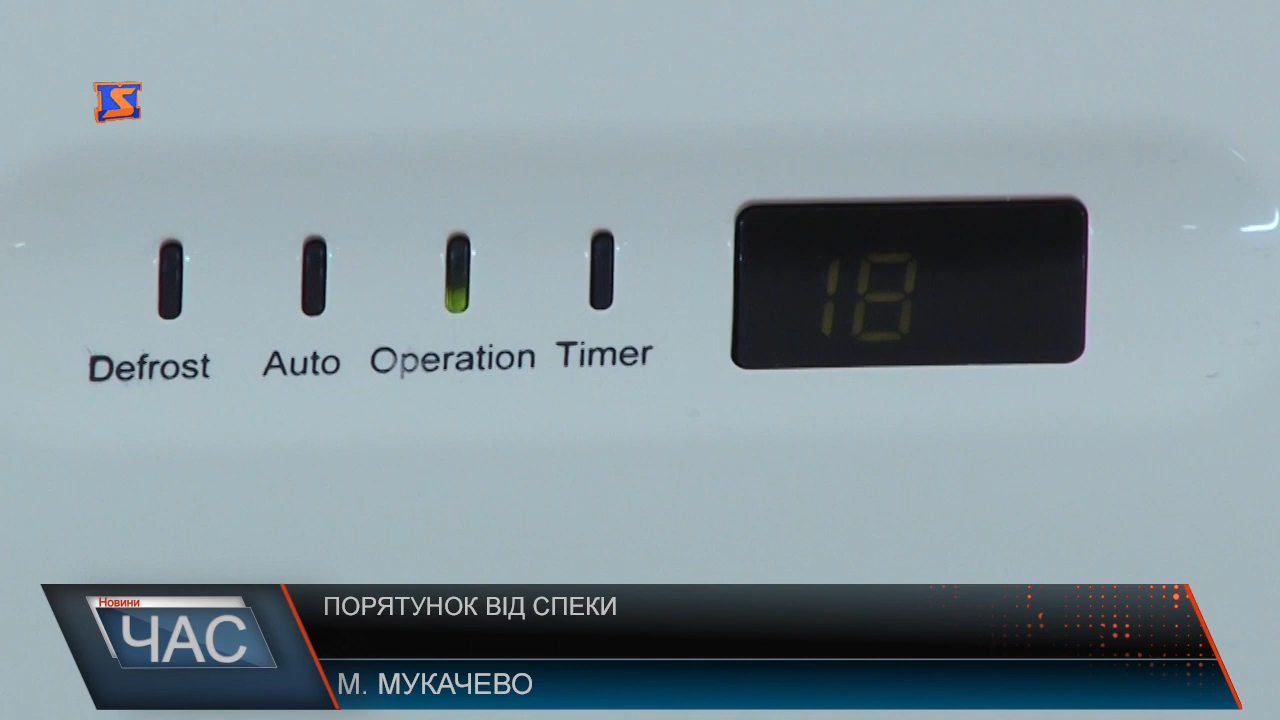 18
Defrost Auto Operation Timer
Новини
ЧАС
ПОРЯТУНОК ВІД СПЕКИ
М. МУКАЧЕВО